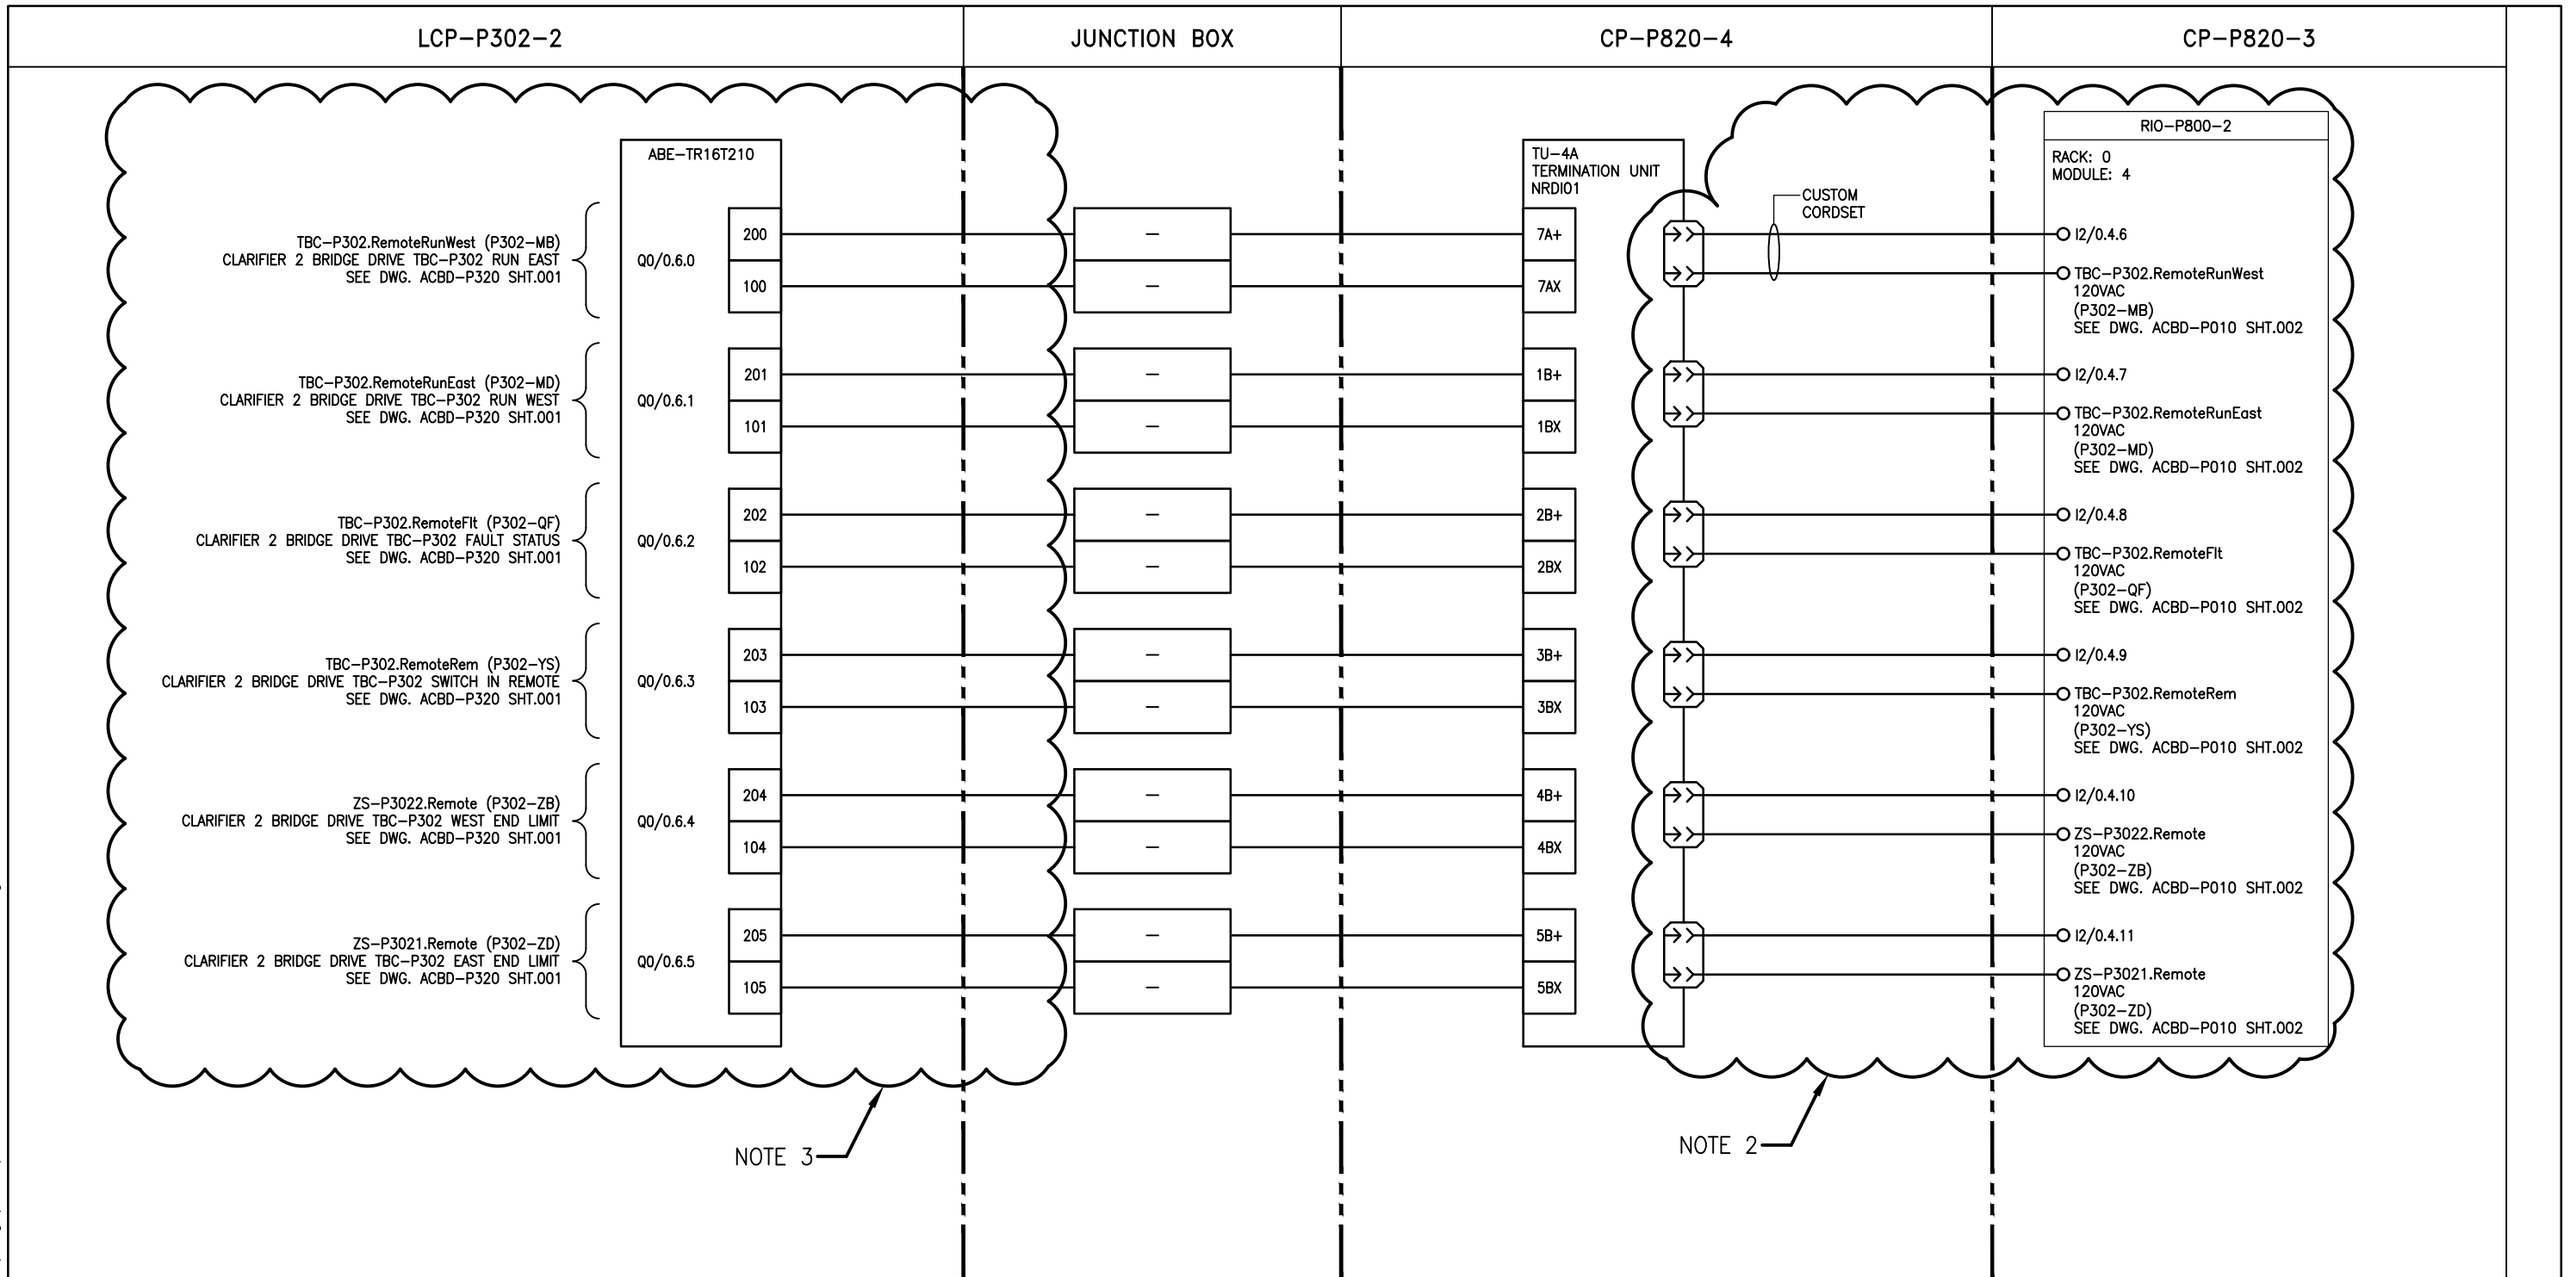 LCP-P302-2
JUNCTION BOX
CP-P820-4
CP-P820-3
ABE-TR16T210
TBC-P302.RemoteRunWest (P302-MB)
CLARIFIER 2 BRIDGE DRIVE TBC-P302 RUN EAST
SEE DWG. ACBD-P320 SHT.001
Q0/0.6.0
200
100
TBC-P302.RemoteRunEast (P302-MD)
CLARIFIER 2 BRIDGE DRIVE TBC-P302 RUN WEST
SEE DWG. ACBD-P320 SHT.001
Q0/0.6.1
201
101
TBC-P302.RemoteFlt (P302-QF)
CLARIFIER 2 BRIDGE DRIVE TBC-P302 FAULT STATUS
SEE DWG. ACBD-P320 SHT.001
Q0/0.6.2
202
102
TBC-P302.RemoteRem (P302-YS)
CLARIFIER 2 BRIDGE DRIVE TBC-P302 SWITCH IN REMOTE
SEE DWG. ACBD-P320 SHT.001
Q0/0.6.3
203
103
ZS-P3022.Remote (P302-ZB)
CLARIFIER 2 BRIDGE DRIVE TBC-P302 WEST END LIMIT
SEE DWG. ACBD-P320 SHT.001
Q0/0.6.4
204
104
ZS-P3021.Remote (P302-ZD)
CLARIFIER 2 BRIDGE DRIVE TBC-P302 EAST END LIMIT
SEE DWG. ACBD-P320 SHT.001
Q0/0.6.5
205
105
NOTE 3
-
-
-
-
-
-
-
-
-
-
-
-
TU-4A
TERMINATION UNIT
NRDI01
7A+
7AX
1B+
1BX
2B+
2BX
3B+
3BX
4B+
4BX
5B+
5BX
CUSTOM
CORDSET
NOTE 2
RIO-P800-2
RACK: 0
MODULE: 4
I2/0.4.6
TBC-P302.RemoteRunWest
120VAC
(P302-MB)
SEE DWG. ACBD-P010 SHT.002
I2/0.4.7
TBC-P302.RemoteRunEast
120VAC
(P302-MD)
SEE DWG. ACBD-P010 SHT.002
I2/0.4.8
TBC-P302.RemoteFlt
120VAC
(P302-QF)
SEE DWG. ACBD-P010 SHT.002
I2/0.4.9
TBC-P302.RemoteRem
120VAC
(P302-YS)
SEE DWG. ACBD-P010 SHT.002
I2/0.4.10
ZS-P3022.Remote
120VAC
(P302-ZB)
SEE DWG. ACBD-P010 SHT.002
I2/0.4.11
ZS-P3021.Remote
120VAC
(P302-ZD)
SEE DWG. ACBD-P010 SHT.002